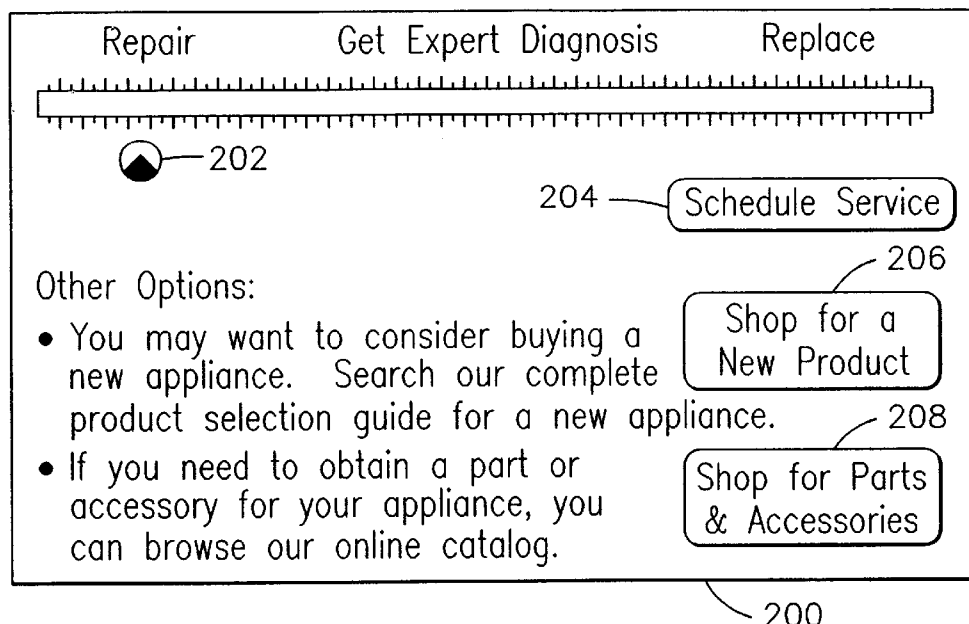 Repair Get Expert Diagnosis Replace
202
204 Schedule Service
206
Other Options:
Shop for a
New Product
• You may want to consider buying a
new appliance. Search our complete
product selection guide for a new appliance.
208
• If you need to obtain a part or
accessory for your appliance, you
can browse our online catalog.
Shop for Parts
& Accessories
200